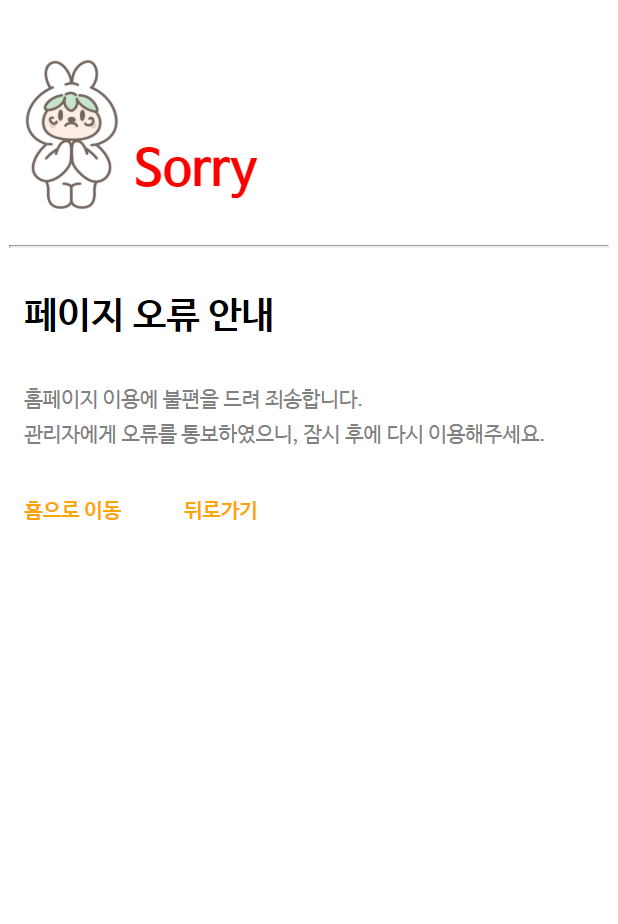 Sorry
페이지 오류 안내
홈페이지 이용에 불편을 드려 죄송합니다.
관리자에게 오류를 통보하였으니, 잠시 후에 다시 이용해주세요.
홈으로 이동 뒤로가기